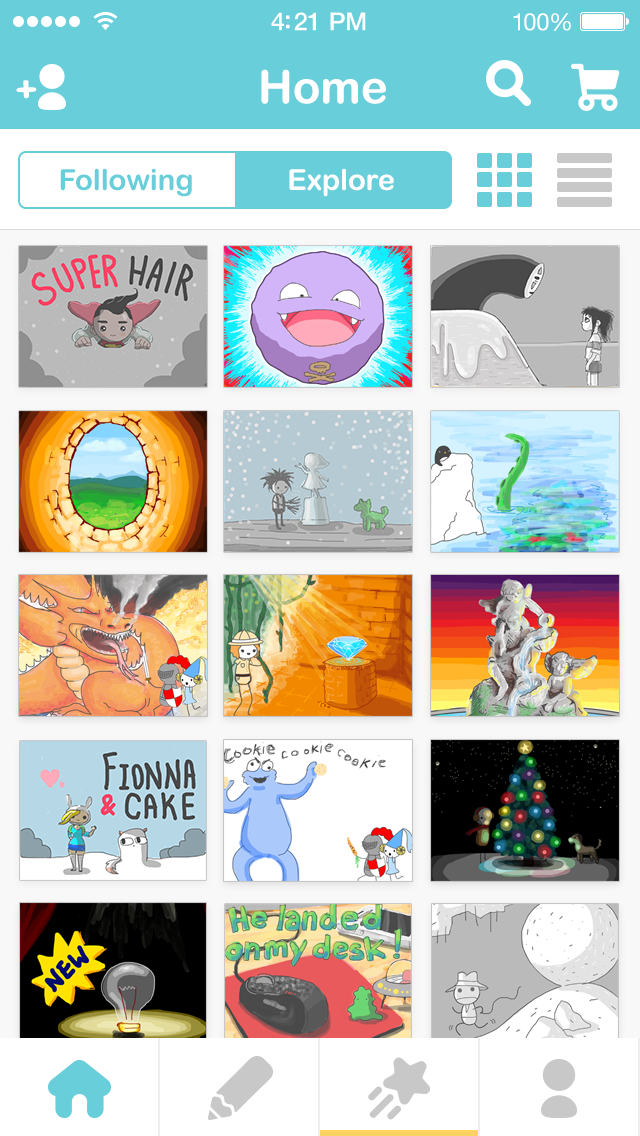 4:21 PM
100%
Home
Following
Explore
SUPER HAIR
FIONNA
& CAKE
COOKIE COOKIE COOKIE
NEW
He landed
on my desk!